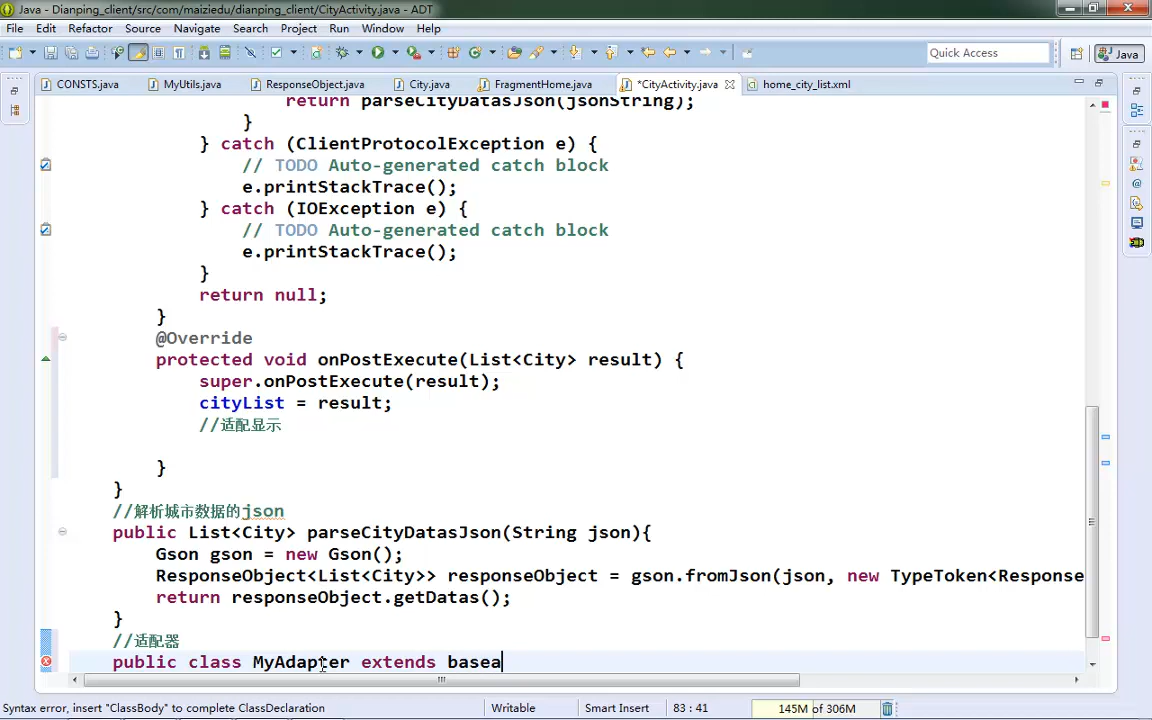 Java - Dianping_client/src/com/maiziedu/dianping_client/CityActivity.java - ADT
File Edit Refactor Source Navigate Search Project Run Window Help
Quick Access
Java
CONSTS.java MyUtils.java ResponseObject.java City.java FragmentHome.java *CityActivity.java home_city_list.xml
return parseCityDatasJson(jsonString);
}
} catch (ClientProtocolException e) {
// TODO Auto-generated catch block
e.printStackTrace();
} catch (IOException e) {
// TODO Auto-generated catch block
e.printStackTrace();
}
return null;
}
@Override
protected void onPostExecute(List<City> result) {
super.onPostExecute(result);
cityList = result;
//适配显示
}
}
//解析城市数据的json
public List<City> parseCityDatasJson(String json){
Gson gson = new Gson();
ResponseObject<List<City>> responseObject = gson.fromJson(json, new TypeToken<Response
return responseObject.getDatas();
}
//适配器
public class MyAdapter extends basea
Syntax error, insert "ClassBody" to complete ClassDeclaration
Writable
Smart Insert
83 : 41
145M of 306M